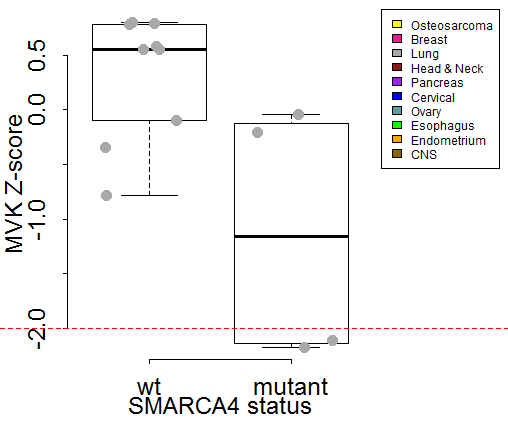 Osteosarcoma
Breast
Lung
Head & Neck
Pancreas
Cervical
Ovary
Esophagus
Endometrium
CNS
MVK Z-score
0.5
0.0
-1.0
-2.0
wt mutant
SMARCA4 status